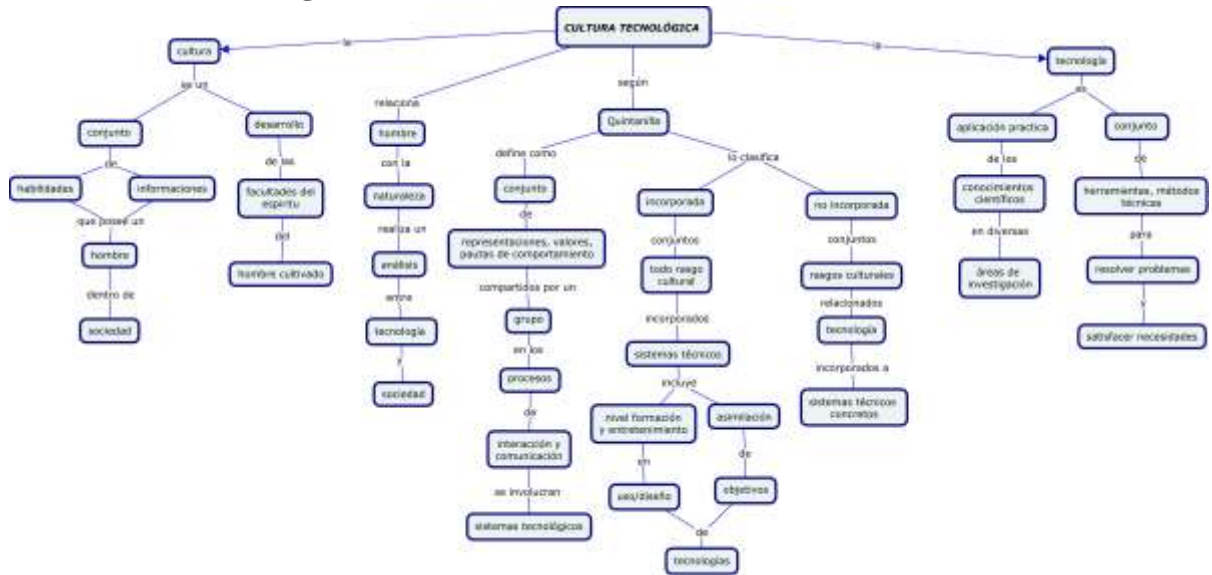 CULTURA TECNOLÓGICA
la
cultura
es un
conjunto
de
habilidades
informaciones
que posee un
hombre
dentro de
sociedad
desarrollo
de las
facultades del
espíritu
del
hombre cultivado
relaciona
hombre
con la
naturaleza
realiza un
análisis
entre
tecnología
y
sociedad
según
Quintanilla
define como
conjunto
de
representaciones, valores,
pautas de comportamiento
compartidos por un
grupo
en los
procesos
de
interacción y
comunicación
se involucran
sistemas tecnológicos
lo clasifica
incorporada
conjuntos
todo rasgo
cultural
incorporados
sistemas técnicos
incluye
nivel formación
y entretenimiento
en
uso/diseño
asimilación
de
objetivos
de
tecnologías
no incorporada
conjuntos
rasgos culturales
relacionados
tecnología
incorporados a
sistemas técnicos
concretos
la
tecnología
es
aplicación practica
de los
conocimientos
científicos
en diversas
áreas de
investigación
conjunto
de
herramientas, métodos
técnicas
para
resolver problemas
y
satisfacer necesidades